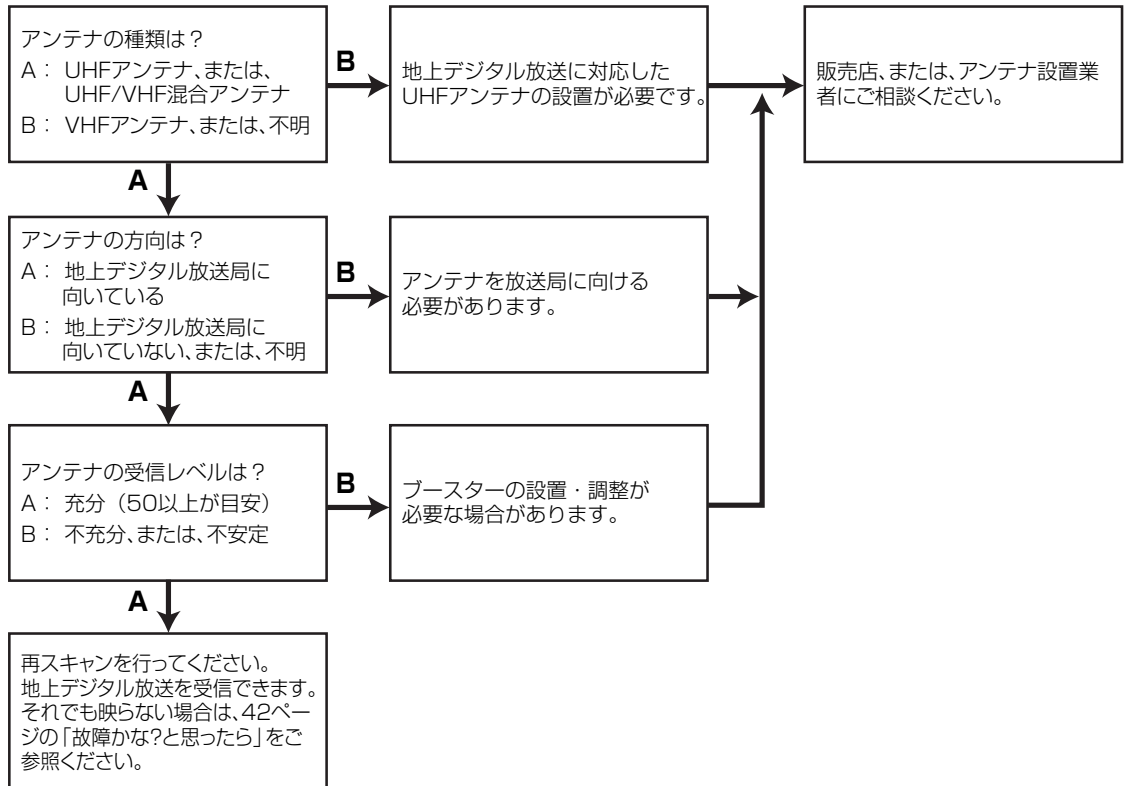 アンテナの種類は？
A： UHFアンテナ、または、
UHF/VHF混合アンテナ
B： VHFアンテナ、または、不明
B
地上デジタル放送に対応した
UHFアンテナの設置が必要です。
販売店、または、アンテナ設置業
者にご相談ください。
A
アンテナの方向は？
A： 地上デジタル放送局に
向いている
B： 地上デジタル放送局に
向いていない、または、不明
B
アンテナを放送局に向ける
必要があります。
A
アンテナの受信レベルは？
A： 充分（50以上が目安）
B： 不充分、または、不安定
B
ブースターの設置・調整が
必要な場合があります。
A
再スキャンを行ってください。
地上デジタル放送を受信できます。
それでも映らない場合は、42ペー
ジの「故障かな?と思ったら」をご
参照ください。